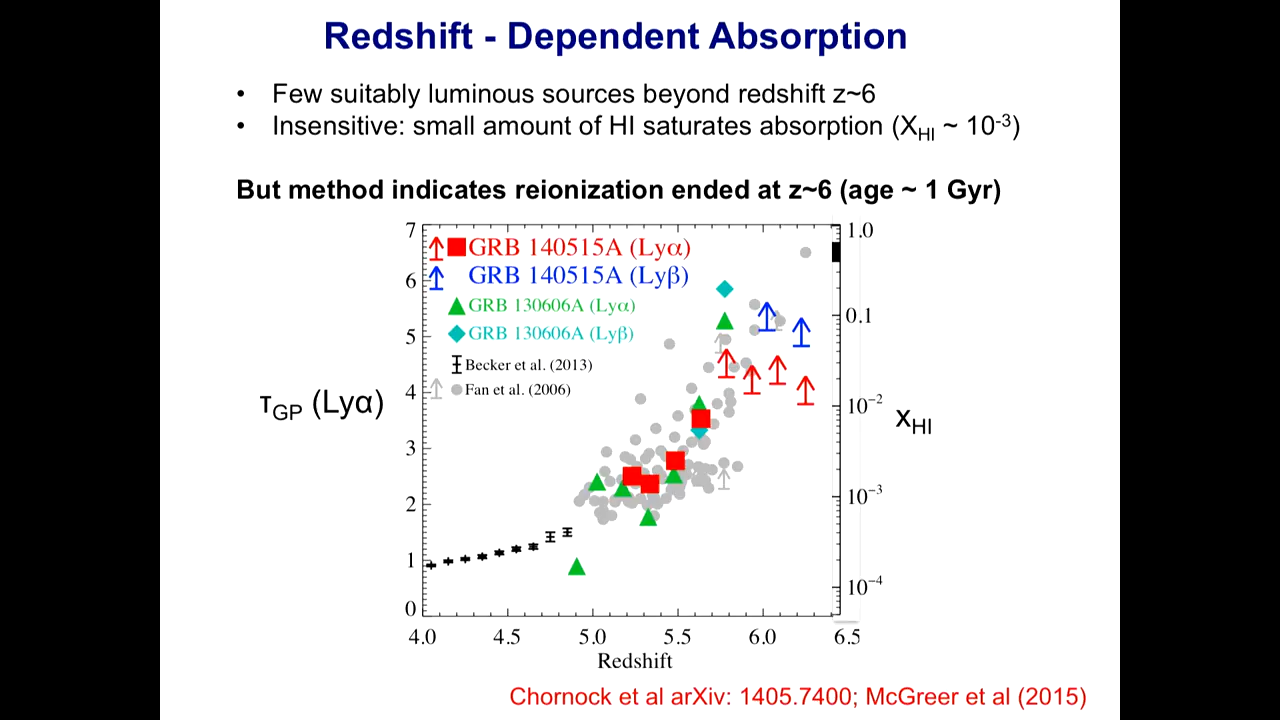 Redshift - Dependent Absorption
• Few suitably luminous sources beyond redshift z~6
• Insensitive: small amount of HI saturates absorption (X_HI ~ 10⁻³)
But method indicates reionization ended at z~6 (age ~ 1 Gyr)
GRB 140515A (Lyα)
GRB 140515A (Lyβ)
GRB 130606A (Lyα)
GRB 130606A (Lyβ)
Becker et al. (2013)
Fan et al. (2006)
τ_GP (Lyα)
7
6
5
4
3
2
1
0
1.0
0.1
10⁻²
10⁻³
10⁻⁴
x_HI
4.0 4.5 5.0 5.5 6.0 6.5
Redshift
Chornock et al arXiv: 1405.7400; McGreer et al (2015)